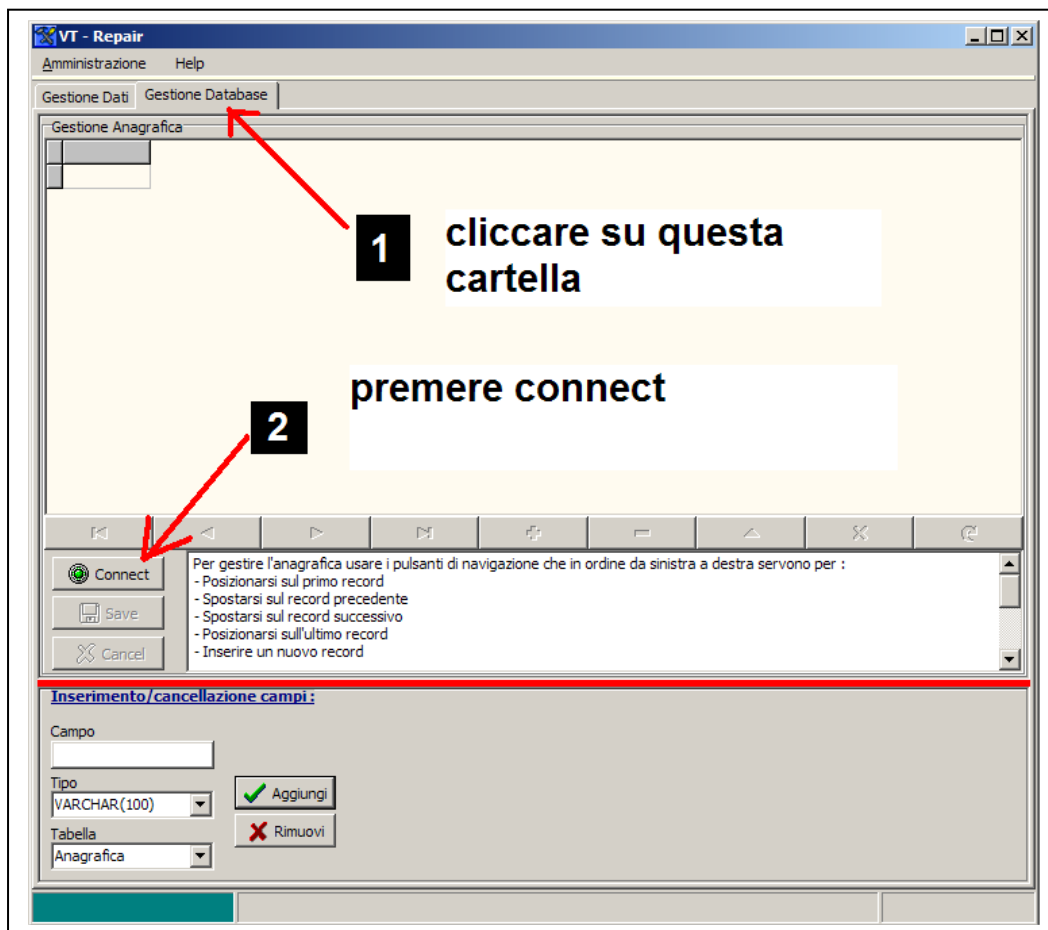 VT - Repair
Amministrazione Help
Gestione Dati Gestione Database
Gestione Anagrafica
1 cliccare su questa
cartella
premere connect
2
Connect
Save
Cancel
Per gestire l'anagrafica usare i pulsanti di navigazione che in ordine da sinistra a destra servono per :
- Posizionarsi sul primo record
- Spostarsi sul record precedente
- Spostarsi sul record successivo
- Posizionarsi sull'ultimo record
- Inserire un nuovo record
Inserimento/cancellazione campi :
Campo
Tipo
VARCHAR(100)
Aggiungi
Tabella
Rimuovi
Anagrafica